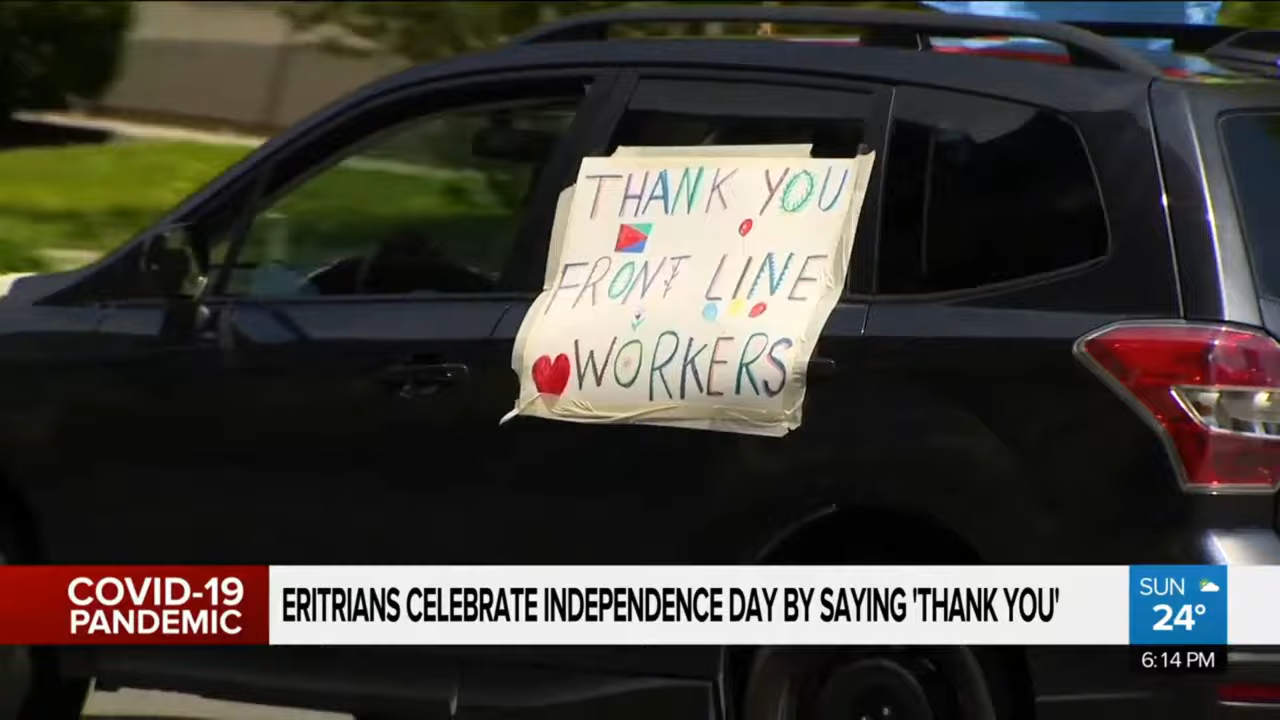 THANK YOU
FRONT LINE
WORKERS
COVID-19
PANDEMIC
ERITRIANS CELEBRATE INDEPENDENCE DAY BY SAYING 'THANK YOU'
SUN
24°
6:14 PM